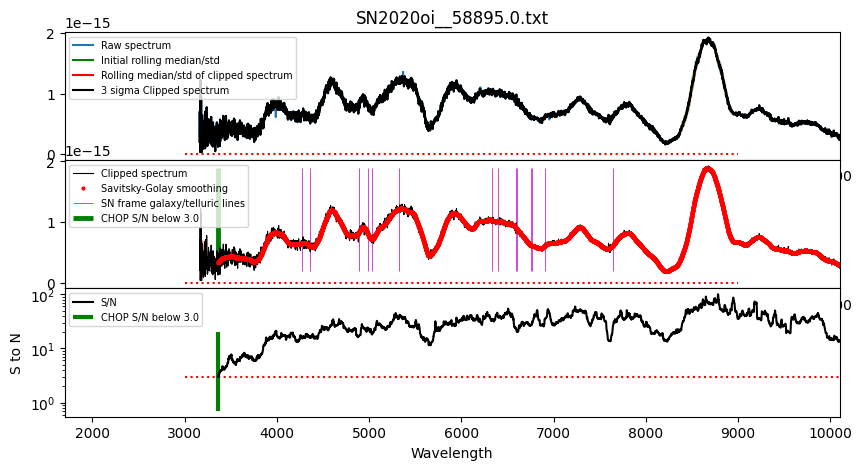 SN2020oi__58895.0.txt
1e−15
2
1
0
Raw spectrum
Initial rolling median/std
Rolling median/std of clipped spectrum
3 sigma Clipped spectrum
1e−15
2
1
0
Clipped spectrum
Savitsky-Golay smoothing
SN frame galaxy/telluric lines
CHOP S/N below 3.0
00
00
S to N
10²
10¹
10⁰
S/N
CHOP S/N below 3.0
2000 3000 4000 5000 6000 7000 8000 9000 10000
Wavelength